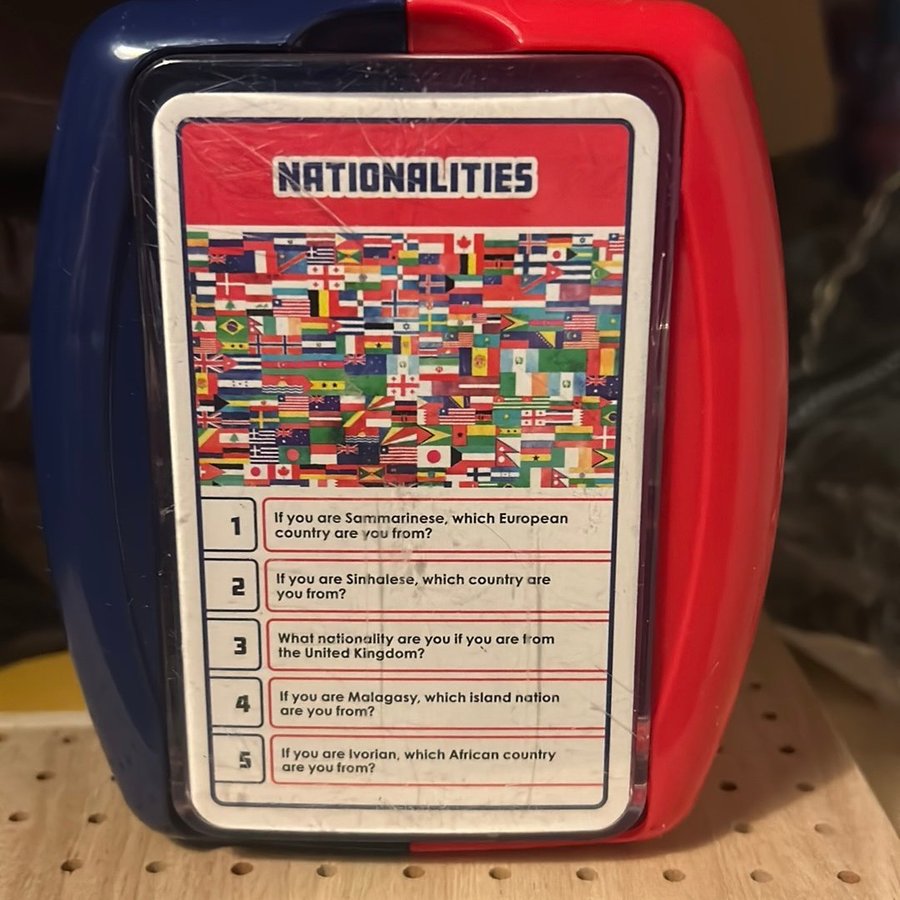 NATIONALITIES
1
If you are Sammarinese, which European
country are you from?
2
If you are Sinhalese, which country are
you from?
3
What nationality are you if you are from
the United Kingdom?
4
If you are Malagasy, which island nation
are you from?
5
If you are Ivorian, which African country
are you from?